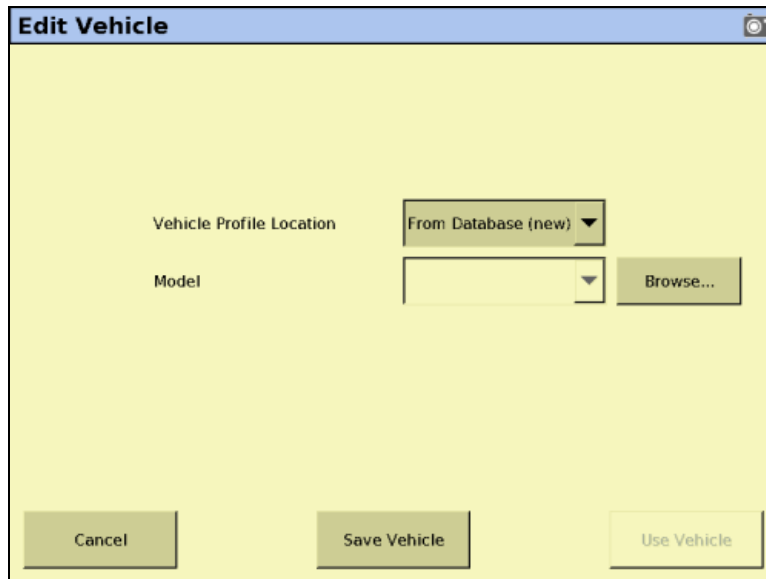 Edit Vehicle
Vehicle Profile Location From Database (new)
Model Browse...
Cancel Save Vehicle Use Vehicle